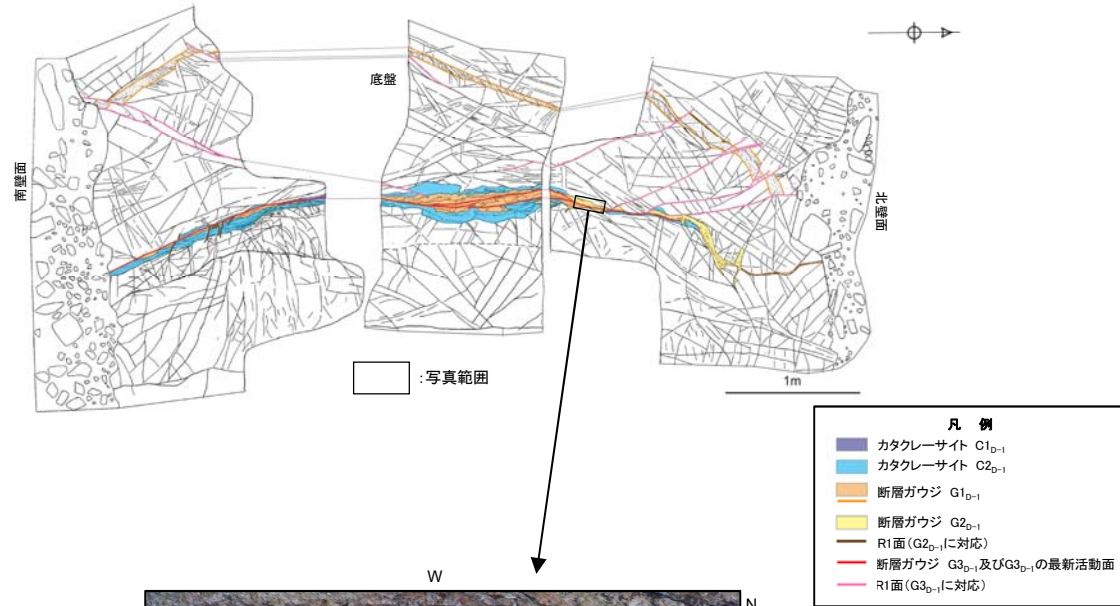 底盤
南壁面
北壁面
:写真範囲
1m
凡 例
カタクレーサイト C1D-1
カタクレーサイト C2D-1
断層ガウジ G1D-1
断層ガウジ G2D-1
R1面(G2D-1に対応)
断層ガウジ G3D-1及びG3D-1の最新活動面
R1面(G3D-1に対応)
W
N